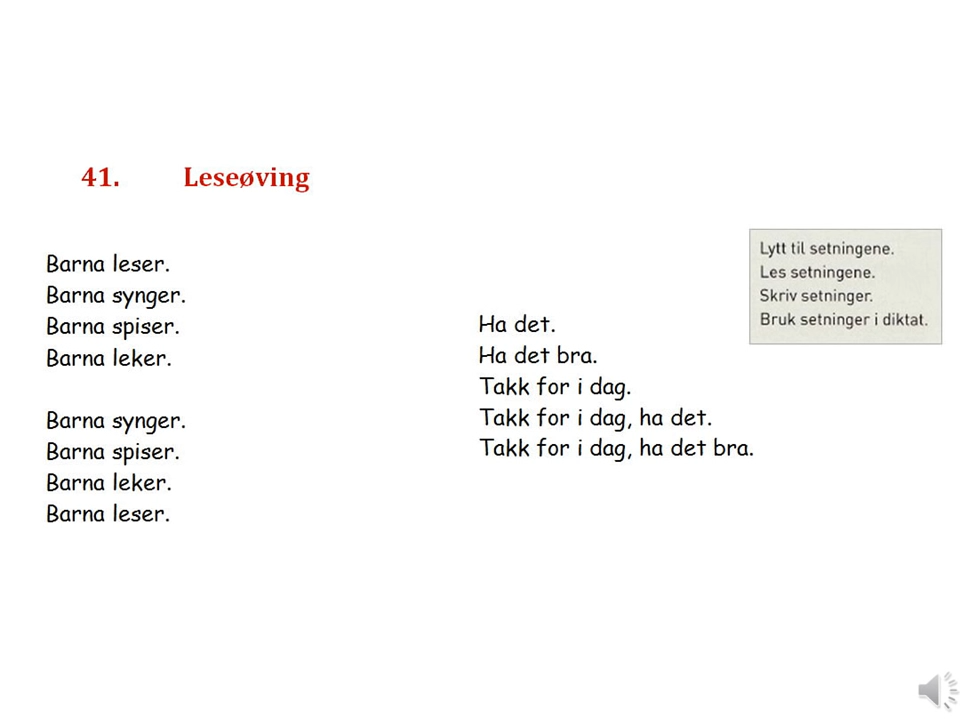 41. Leseøving
Barna leser.
Barna synger.
Barna spiser.
Barna leker.
Barna synger.
Barna spiser.
Barna leker.
Barna leser.
Ha det.
Ha det bra.
Takk for i dag.
Takk for i dag, ha det.
Takk for i dag, ha det bra.
Lytt til setningene.
Les setningene.
Skriv setninger.
Bruk setninger i diktat.